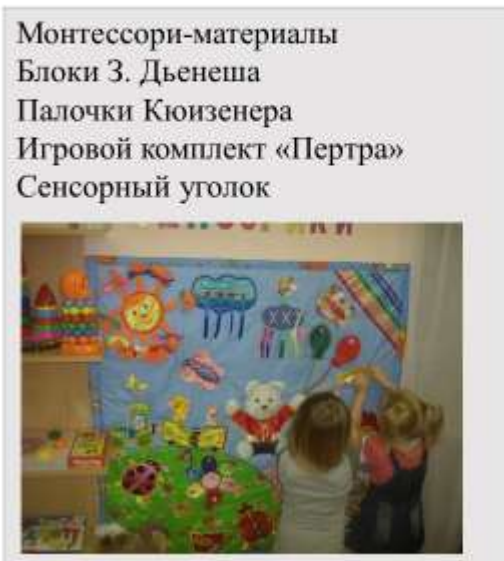 Монтессори-материалы
Блоки З. Дьенеша
Палочки Кюизенера
Игровой комплект «Пертра»
Сенсорный уголок